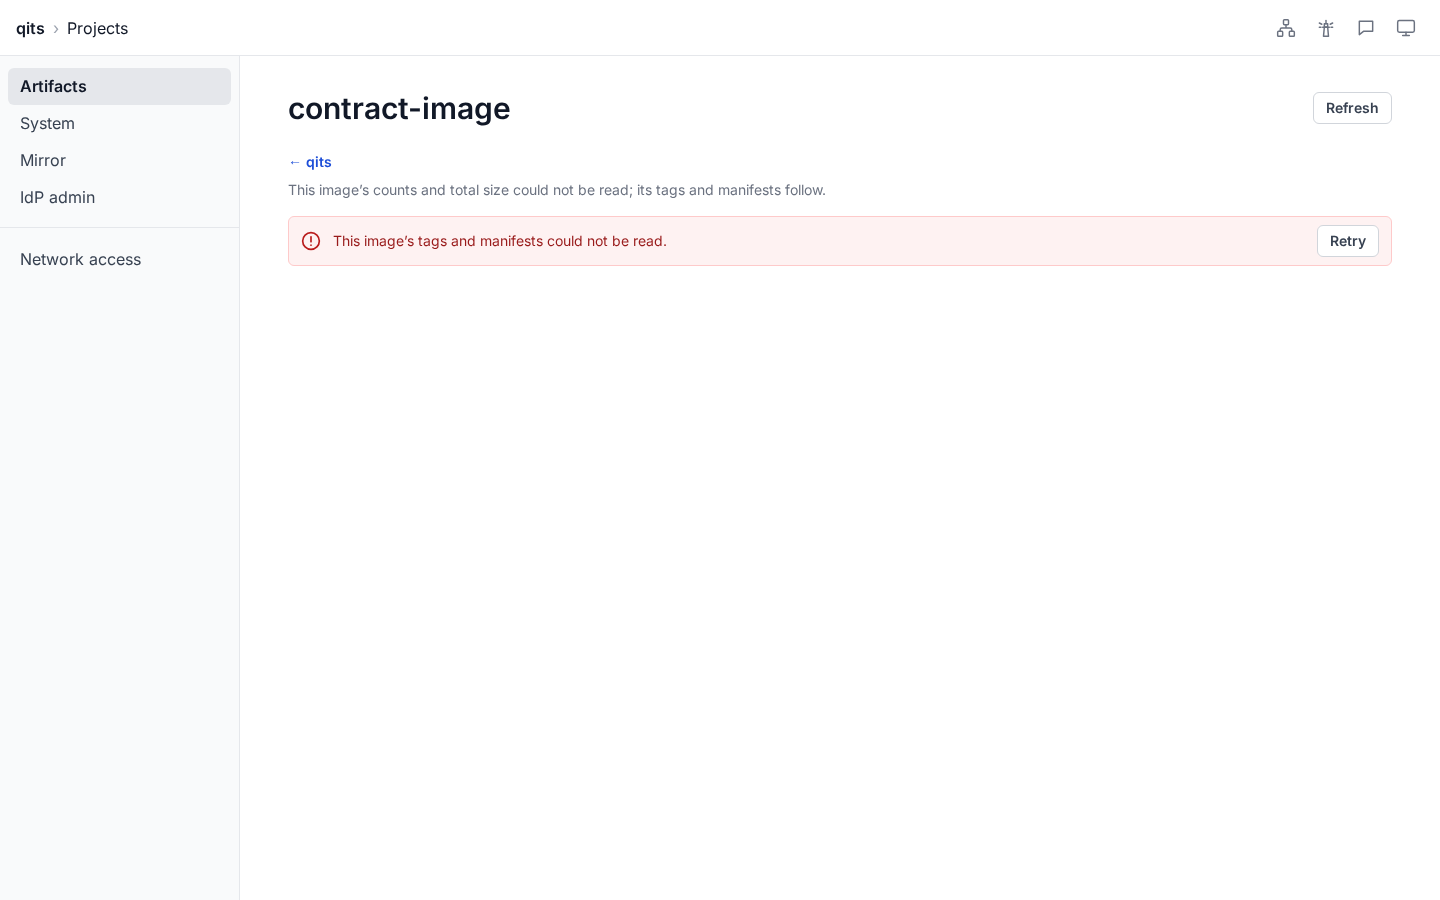 qits › Projects
Artifacts
System
Mirror
IdP admin
Network access
contract-image
Refresh
← qits
This image’s counts and total size could not be read; its tags and manifests follow.
This image’s tags and manifests could not be read.
Retry